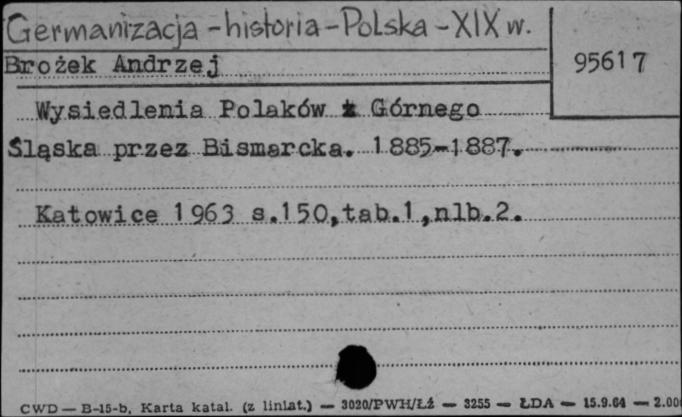 Germanizacja - historia - Polska - XIX w.
Brożek Andrzej
95617
Wysiedlenia Polaków z Górnego
Śląska przez Bismarcka. 1885-1887.
Katowice 1963 s.150,tab.1,nlb.2.
CWD — B-15-b, Karta katal. (z liniat.) — 3020/PWH/Łż — 3255 — ŁDA — 15.9.64 — 2.00